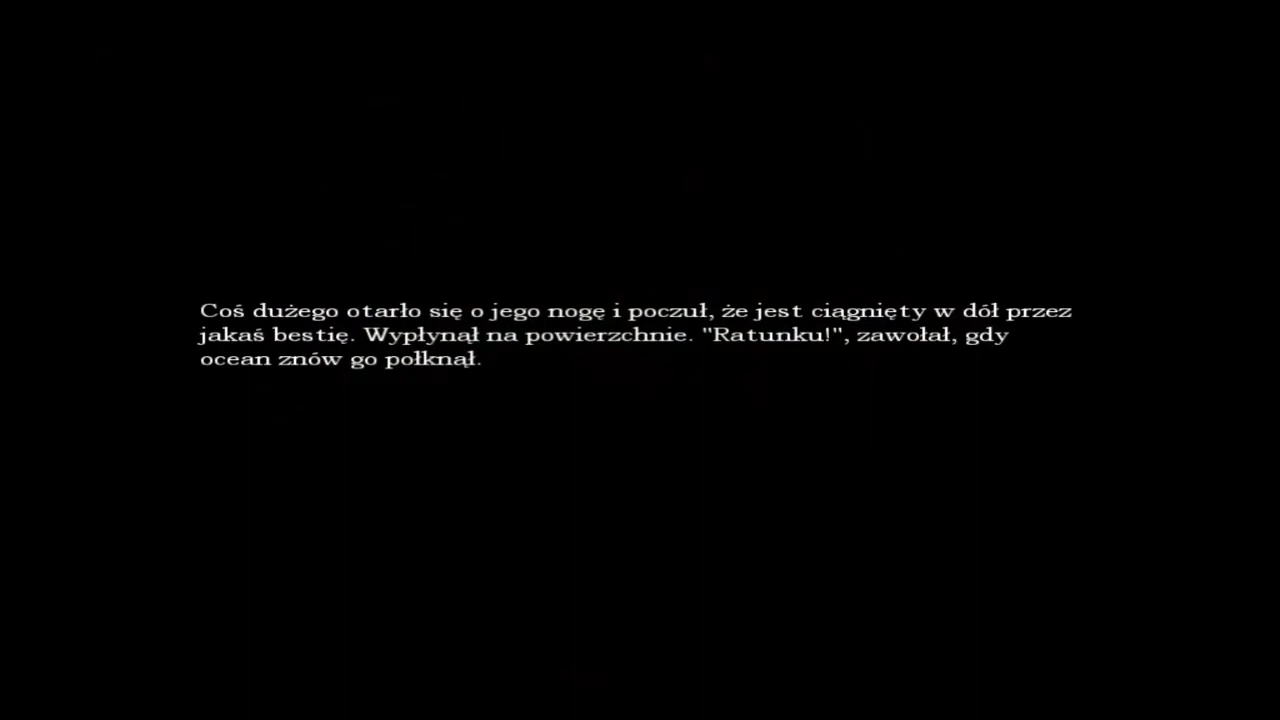 Coś dużego otarło się o jego nogę i poczuł, że jest ciągnięty w dół przez
jakaś bestię. Wypłynął na powierzchnie. "Ratunku!", zawołał, gdy
ocean znów go połknął.